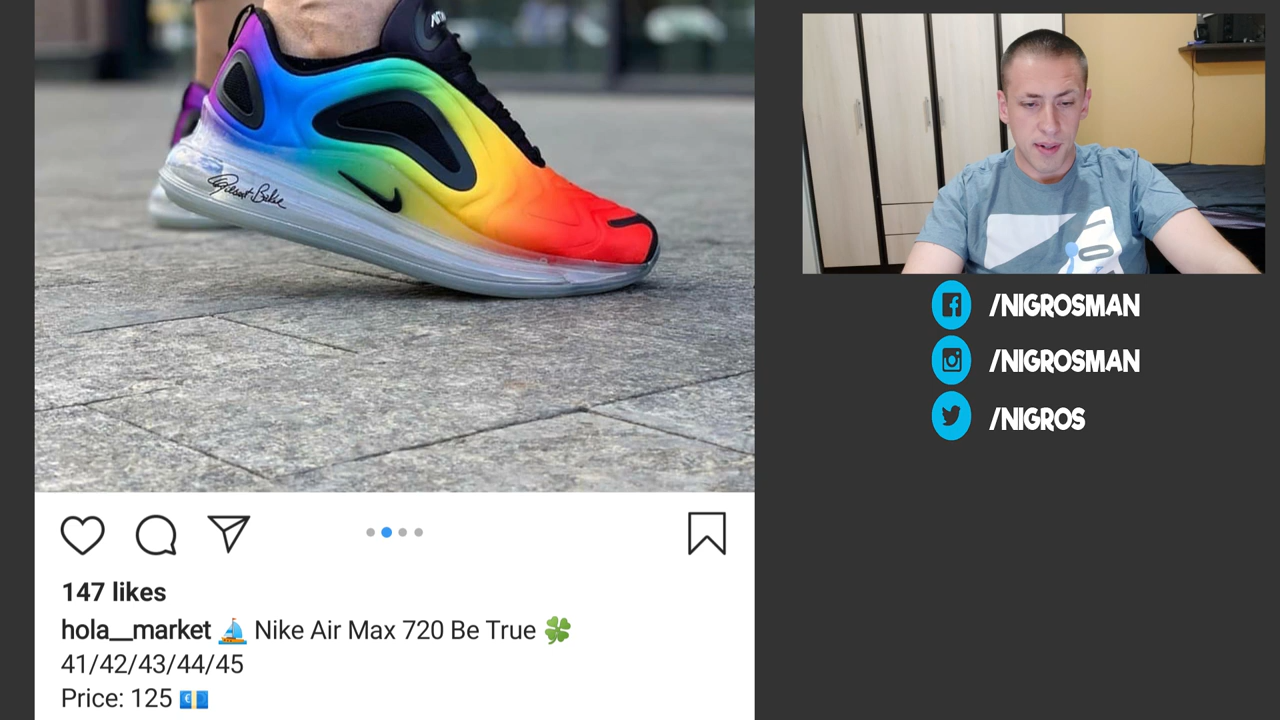 147 likes
hola__market ⛵ Nike Air Max 720 Be True 🍀
41/42/43/44/45
Price: 125 💶
/NIGROSMAN
/NIGROSMAN
/NIGROS